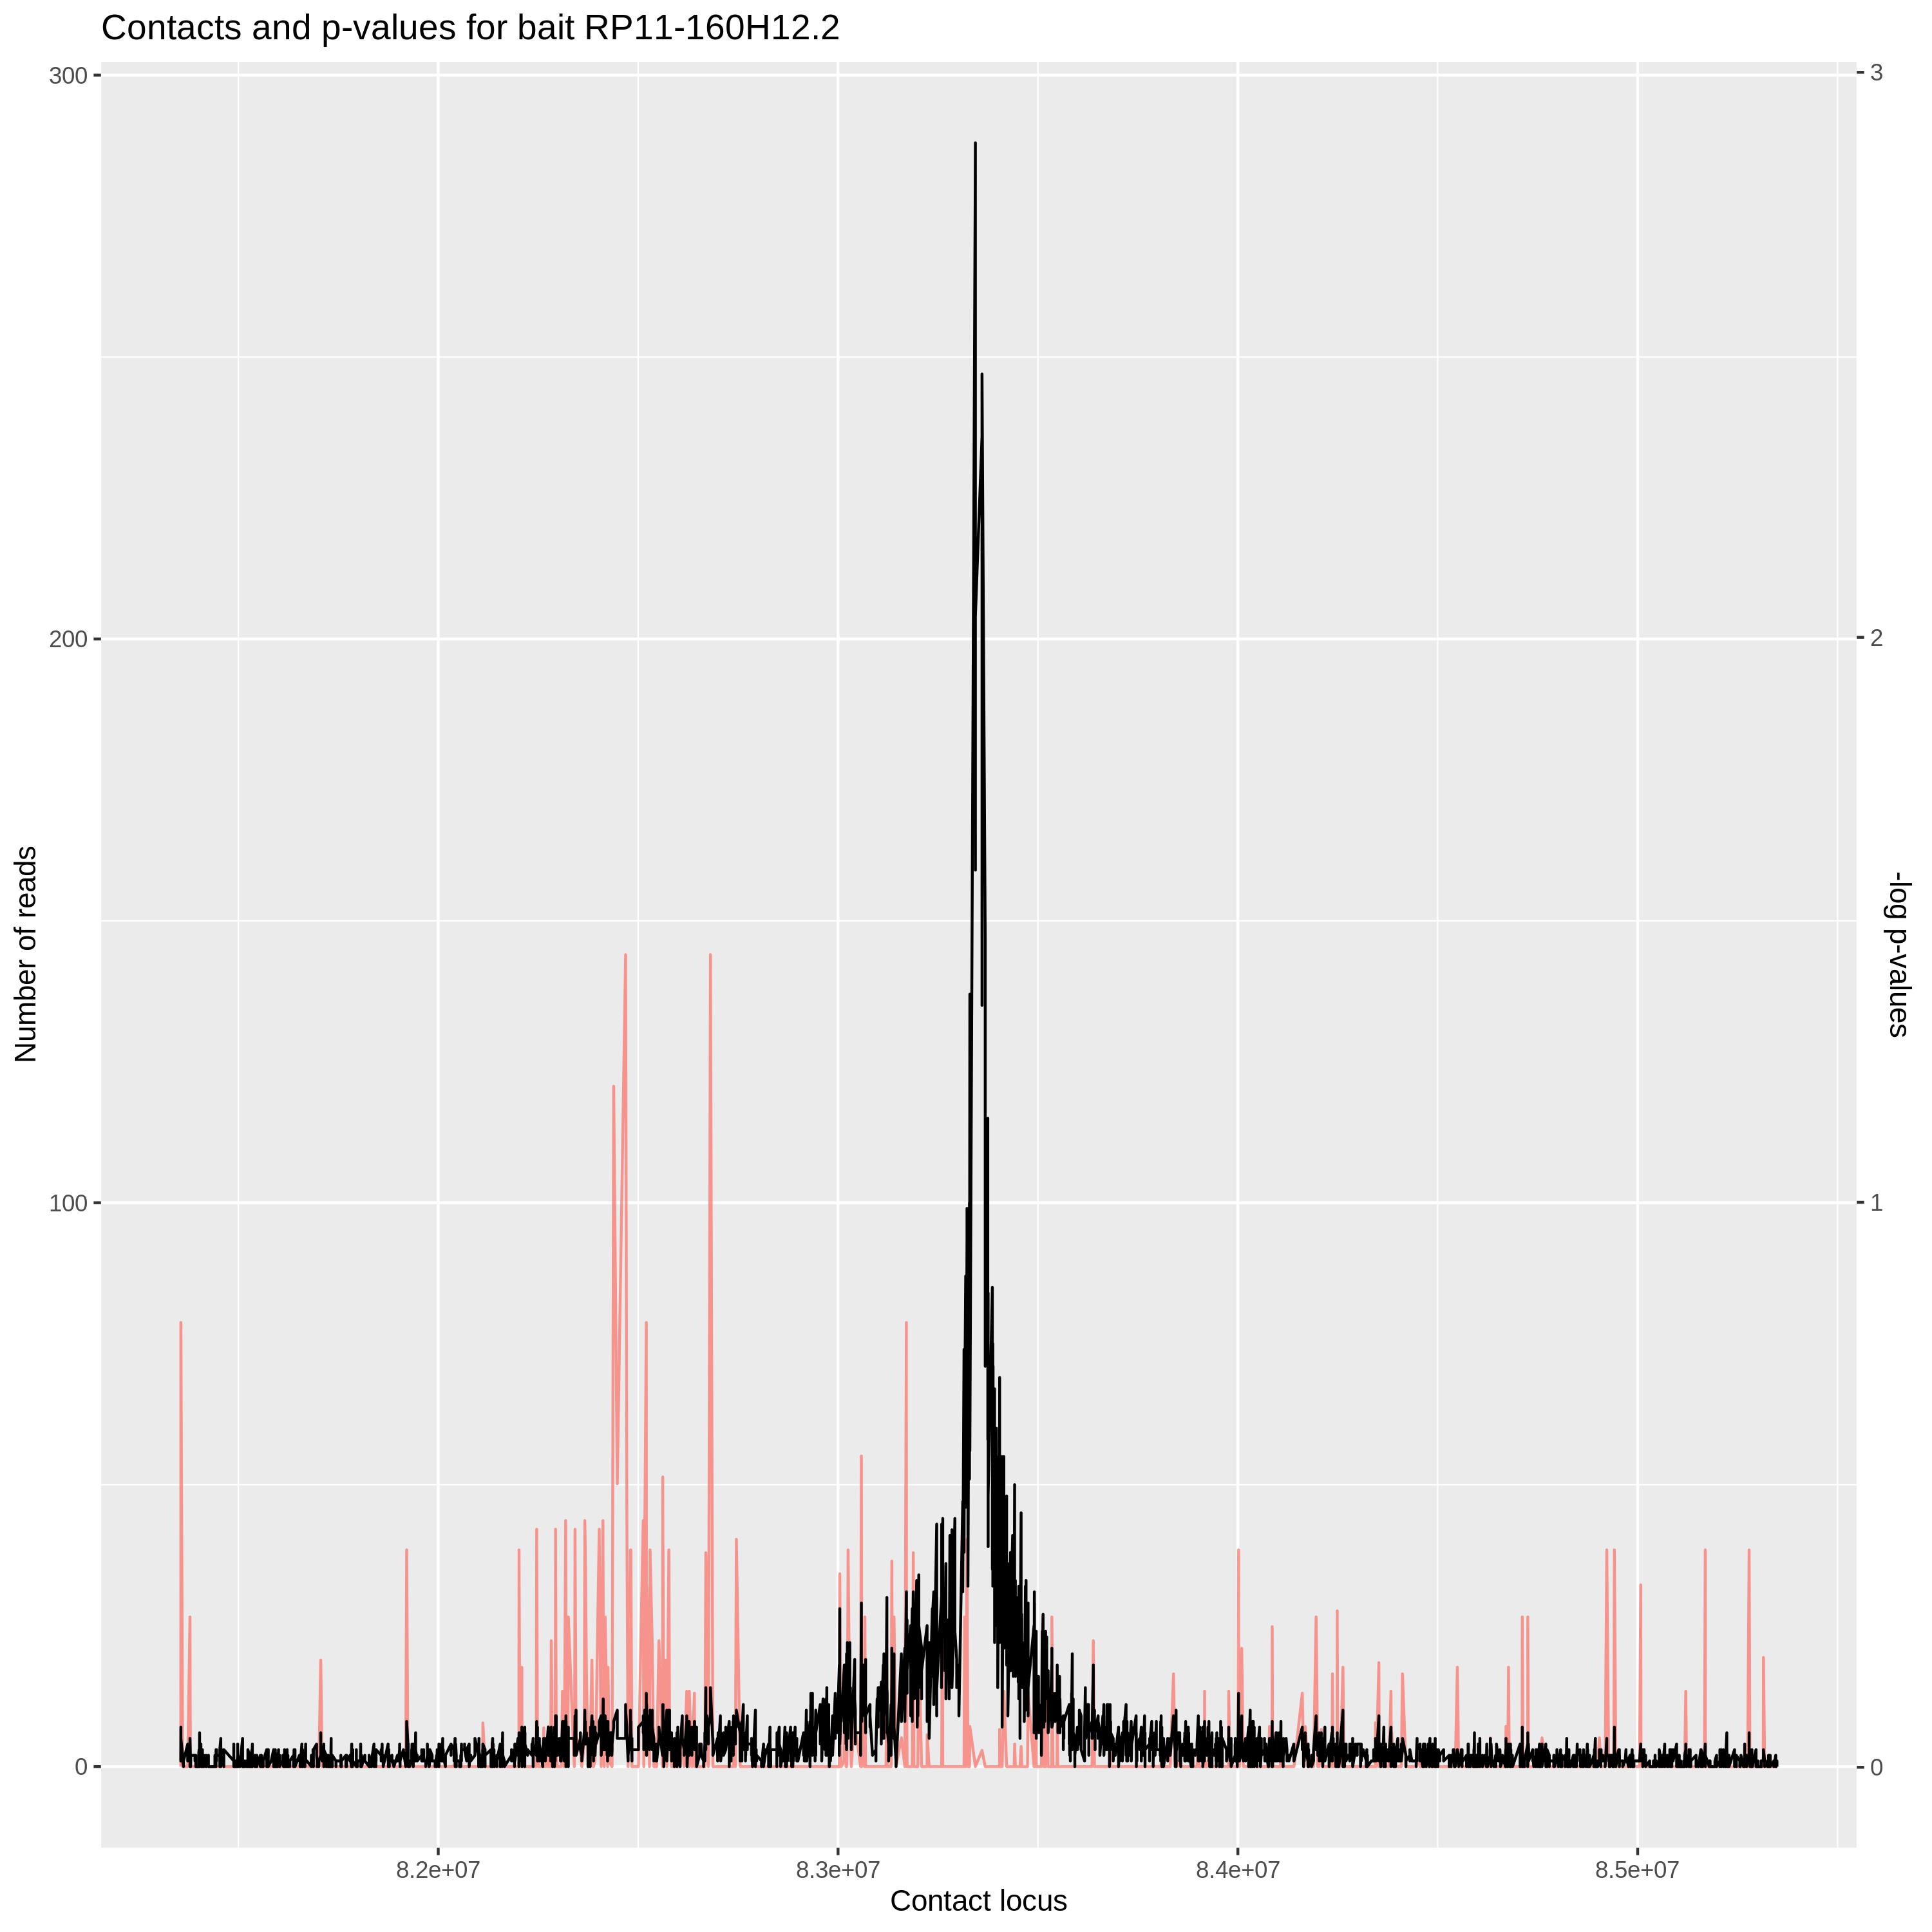 Contacts and p-values for bait RP11-160H12.2
300
200
100
0
Number of reads
3
2
1
0
-log p-values
8.2e+07
8.3e+07
8.4e+07
8.5e+07
Contact locus